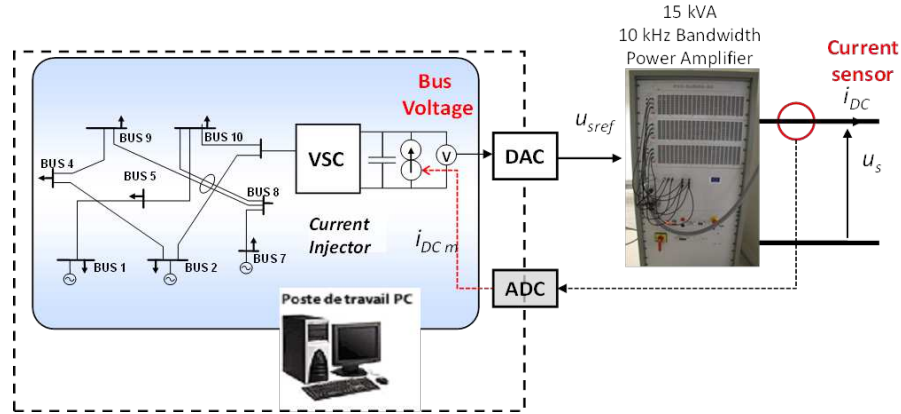 15 kVA
10 kHz Bandwidth
Power Amplifier
Current
sensor
Bus
Voltage
i_DC
BUS 9
BUS 10
u_sref
VSC
V
DAC
u_s
BUS 4
BUS 5
BUS 8
Current
Injector
i_DC m
BUS 1
BUS 2
BUS 7
ADC
Poste de travail PC